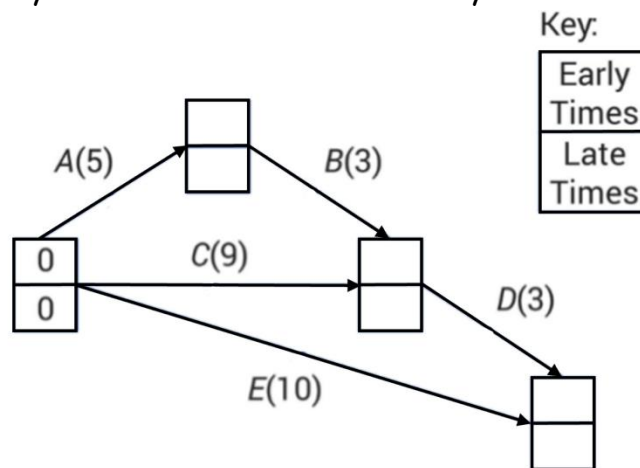 Key:
Early
Times
Late
Times
A(5)
B(3)
0
0
C(9)
D(3)
E(10)